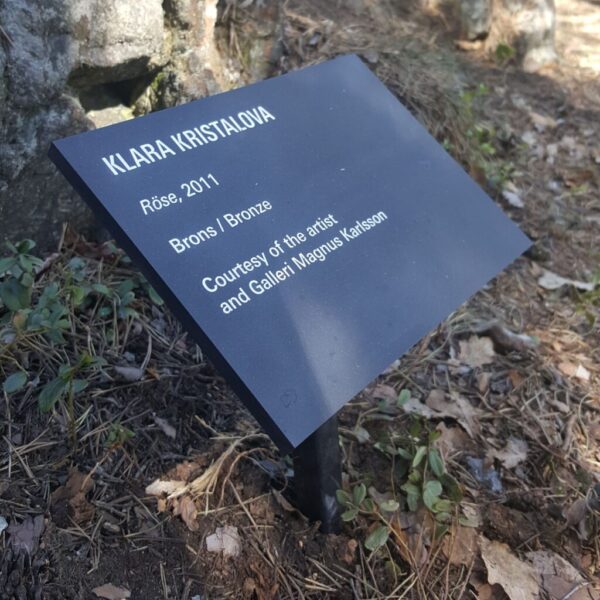 KLARA KRISTALOVA
Röse, 2011
Brons / Bronze
Courtesy of the artist
and Galleri Magnus Karlsson